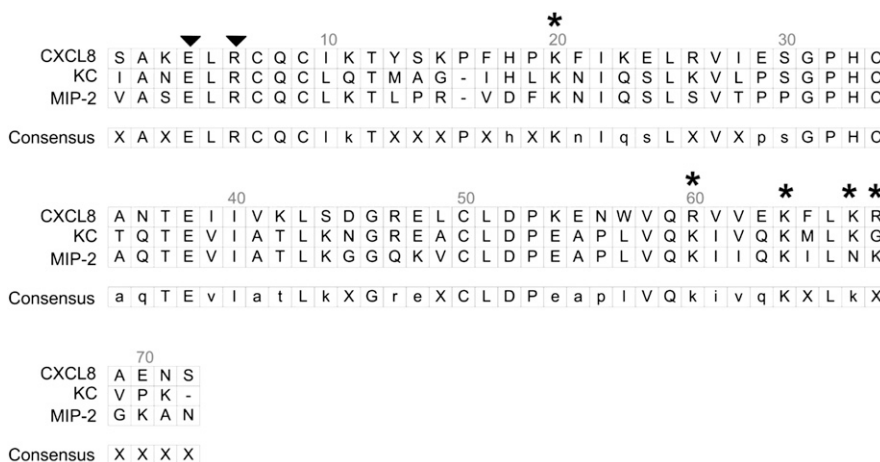 *
10 20 30
CXCL8 S A K E L R C Q C I K T Y S K P F H P K F I K E L R V I E S G P H C
KC I A N E L R C Q C L Q T M A G - I H L K N I Q S L K V L P S G P H C
MIP-2 V A S E L R C Q C L K T L P R - V D F K N I Q S L S V T P P G P H C
Consensus X A X E L R C Q C I k T X X X P X h X K n I q s L X V X p s G P H C
* * * *
40 50 60
CXCL8 A N T E I I V K L S D G R E L C L D P K E N W V Q R V V E K F L K R
KC T Q T E V I A T L K N G R E A C L D P E A P L V Q K I V Q K M L K G
MIP-2 A Q T E V I A T L K G G Q K V C L D P E A P L V Q K I I Q K I L N K
Consensus a q T E v I a t L k X G r e X C L D P e a p l V Q k i v q K X L k X
70
CXCL8 A E N S
KC V P K -
MIP-2 G K A N
Consensus X X X X